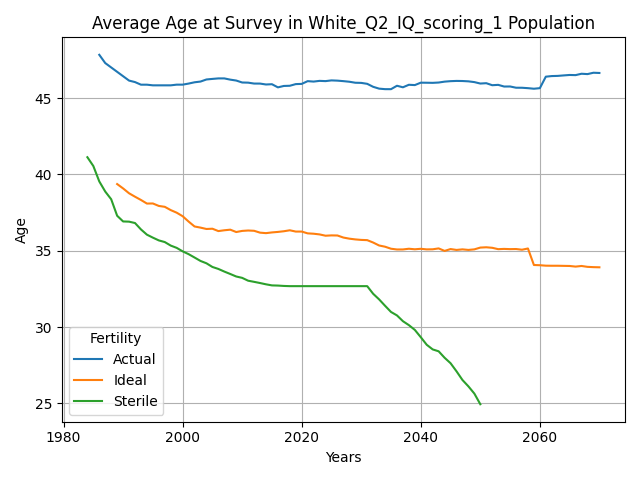 Average Age at Survey in White_Q2_IQ_scoring_1 Population
Age
45
40
35
30
25
Fertility
Actual
Ideal
Sterile
1980 2000 2020 2040 2060
Years